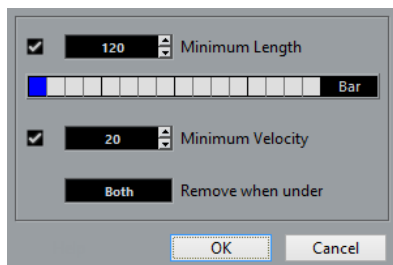 120 Minimum Length
Bar
20 Minimum Velocity
Both Remove when under
OK Cancel